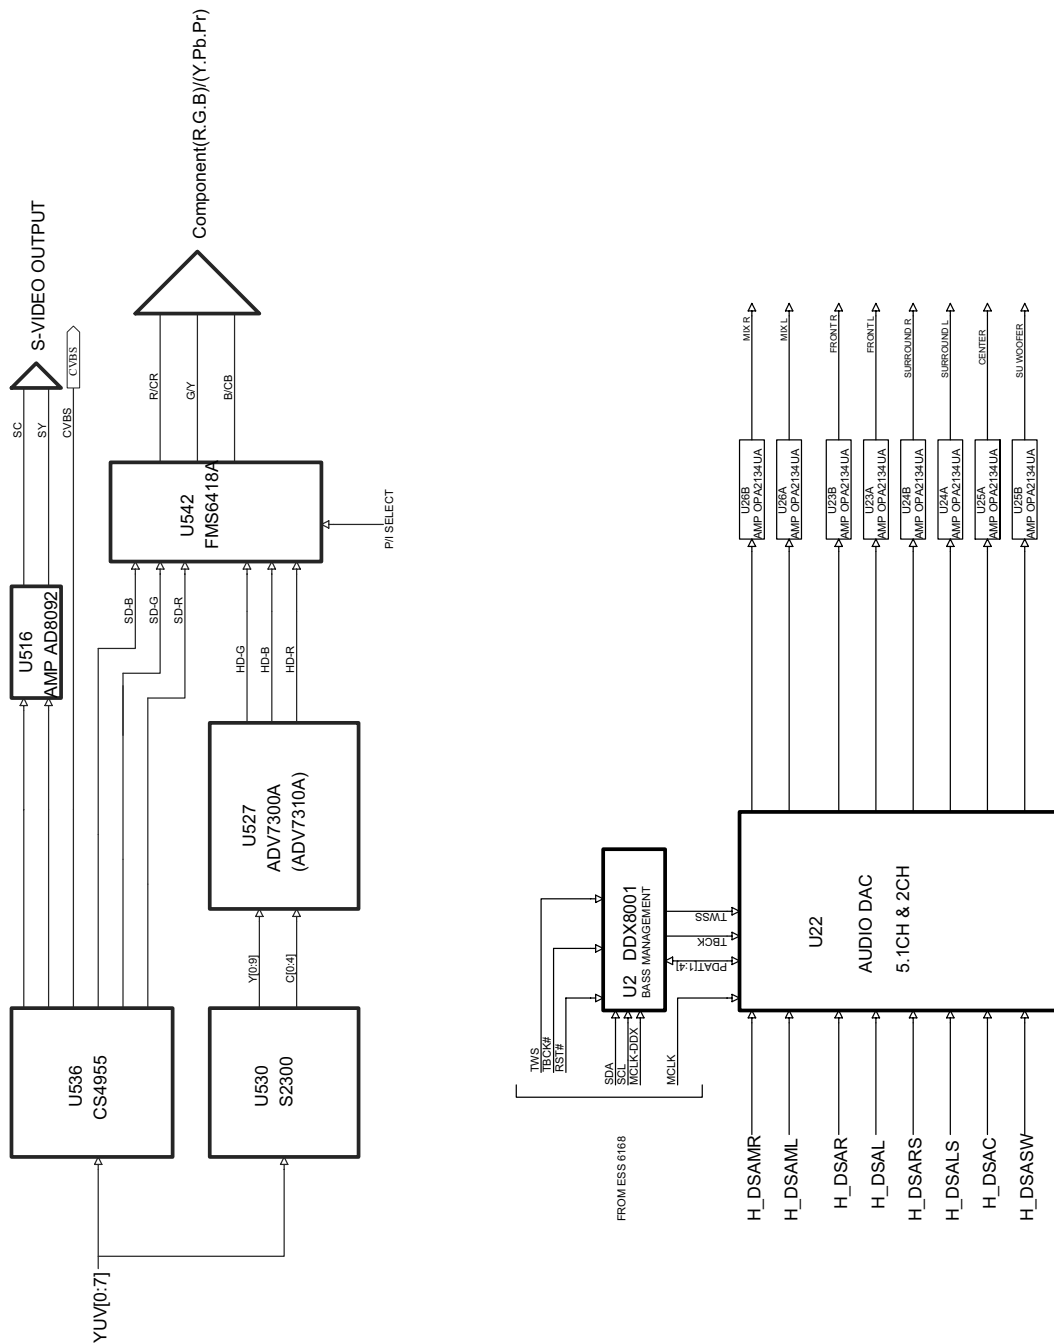 YUV[0:7]
U536
CS4955
U530
S2300
Y[0:9]
C[0:4]
U527
ADV7300A
(ADV7310A)
U516
AMP AD8092
SD-B
SD-G
SD-R
HD-G
HD-B
HD-R
U542
FMS6418A
P/I SELECT
SC
SY
CVBS
CVBS
S-VIDEO OUTPUT
R/CR
G/Y
B/CB
Component(R.G.B)/(Y.Pb.Pr)
FROM ESS 6168
TWS
TBCK#
RST#
SDA
SCL
MCLK-DDX
MCLK
U2 DDX8001
BASS MANAGEMENT
TWSS
TBCK
PDAT[1:4]
H_DSAMR
H_DSAML
H_DSAR
H_DSAL
H_DSARS
H_DSALS
H_DSAC
H_DSASW
U22
AUDIO DAC
5.1CH & 2CH
U26B
AMP OPA2134UA
U26A
AMP OPA2134UA
U23B
AMP OPA2134UA
U23A
AMP OPA2134UA
U24B
AMP OPA2134UA
U24A
AMP OPA2134UA
U25A
AMP OPA2134UA
U25B
AMP OPA2134UA
MIX R
MIX L
FRONT R
FRONT L
SURROUND R
SURROUND L
CENTER
SU WOOFER